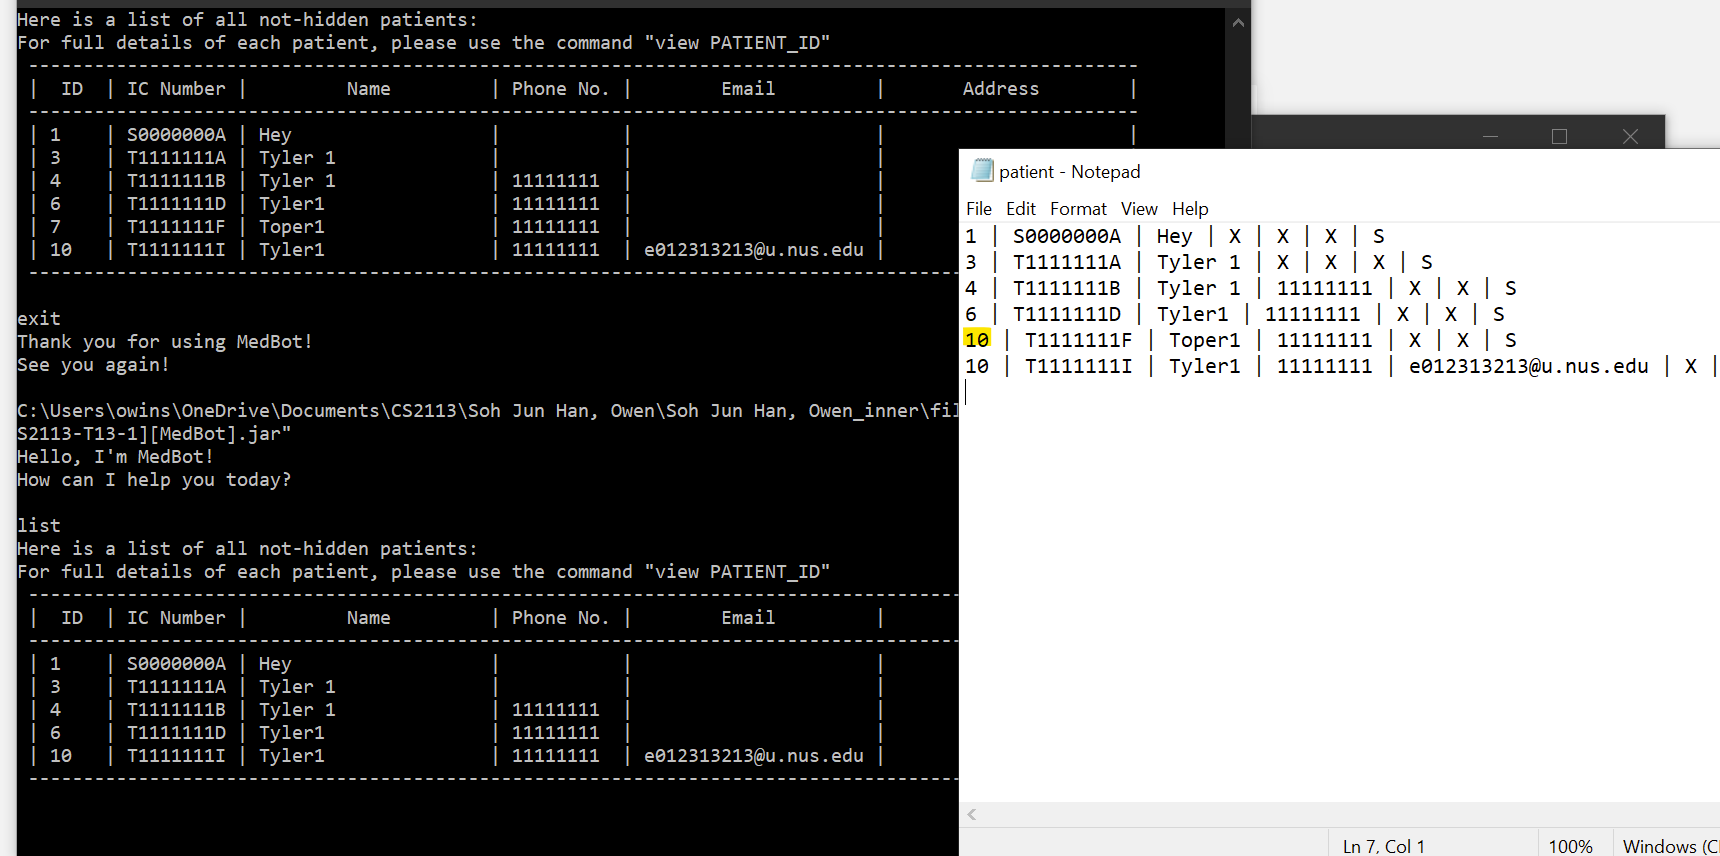 Here is a list of all not-hidden patients:
For full details of each patient, please use the command "view PATIENT_ID"
----------------------------------------------------------------------------------------------------
| ID | IC Number | Name | Phone No. | Email | Address |
----------------------------------------------------------------------------------------------------
| 1 | S0000000A | Hey | | | |
| 3 | T1111111A | Tyler 1 | | |
| 4 | T1111111B | Tyler 1 | 11111111 | |
| 6 | T1111111D | Tyler1 | 11111111 | |
| 7 | T1111111F | Toper1 | 11111111 | |
| 10 | T1111111I | Tyler1 | 11111111 | e012313213@u.nus.edu |
----------------------------------------------------------------------------------------------------
exit
Thank you for using MedBot!
See you again!
C:\Users\owins\OneDrive\Documents\CS2113\Soh Jun Han, Owen\Soh Jun Han, Owen_inner\fil
S2113-T13-1][MedBot].jar"
Hello, I'm MedBot!
How can I help you today?
list
Here is a list of all not-hidden patients:
For full details of each patient, please use the command "view PATIENT_ID"
----------------------------------------------------------------------------------------------------
| ID | IC Number | Name | Phone No. | Email |
----------------------------------------------------------------------------------------------------
| 1 | S0000000A | Hey | | |
| 3 | T1111111A | Tyler 1 | | |
| 4 | T1111111B | Tyler 1 | 11111111 | |
| 6 | T1111111D | Tyler1 | 11111111 | |
| 10 | T1111111I | Tyler1 | 11111111 | e012313213@u.nus.edu |
----------------------------------------------------------------------------------------------------
patient - Notepad
File Edit Format View Help
1 | S0000000A | Hey | X | X | X | S
3 | T1111111A | Tyler 1 | X | X | X | S
4 | T1111111B | Tyler 1 | 11111111 | X | X | S
6 | T1111111D | Tyler1 | 11111111 | X | X | S
10 | T1111111F | Toper1 | 11111111 | X | X | S
10 | T1111111I | Tyler1 | 11111111 | e012313213@u.nus.edu | X |
Ln 7, Col 1 100% Windows (C